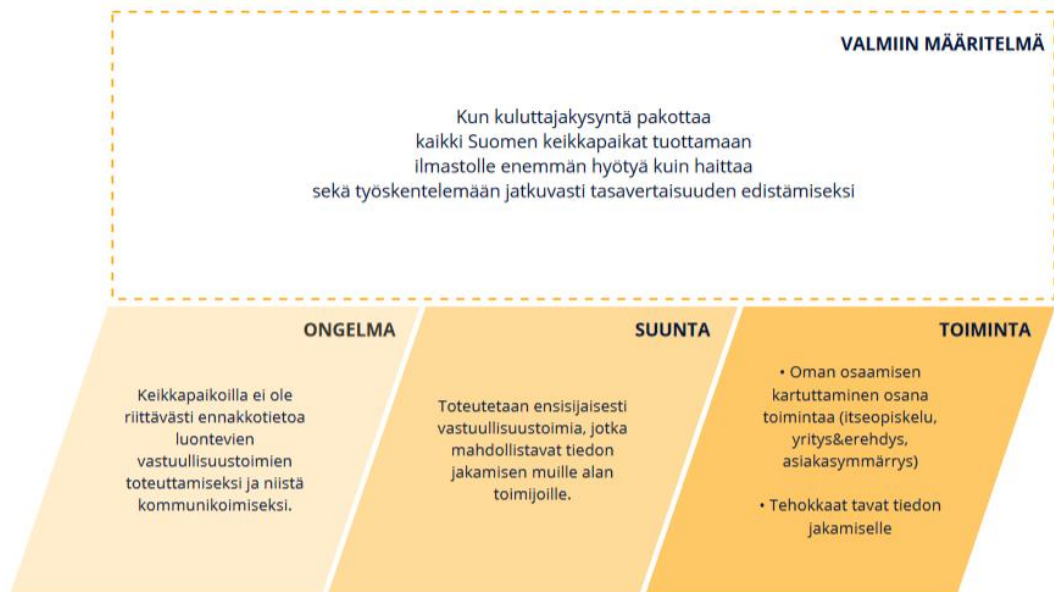 VALMIIN MÄÄRITELMÄ
Kun kuluttajakysyntä pakottaa
kaikki Suomen keikkapaikat tuottamaan
ilmastolle enemmän hyötyä kuin haittaa
sekä työskentelemään jatkuvasti tasavertaisuuden edistämiseksi
ONGELMA
Keikkapaikoilla ei ole
riittävästi ennakkotietoa
luontevien
vastuullisuustoimien
toteuttamiseksi ja niistä
kommunikoimiseksi.
SUUNTA
Toteutetaan ensisijaisesti
vastuullisuustoimia, jotka
mahdollistavat tiedon
jakamisen muille alan
toimijoille.
TOIMINTA
• Oman osaamisen
kartuttaminen osana
toimintaa (itseopiskelu,
yritys&erehdys,
asiakasymmärrys)
• Tehokkaat tavat tiedon
jakamiselle